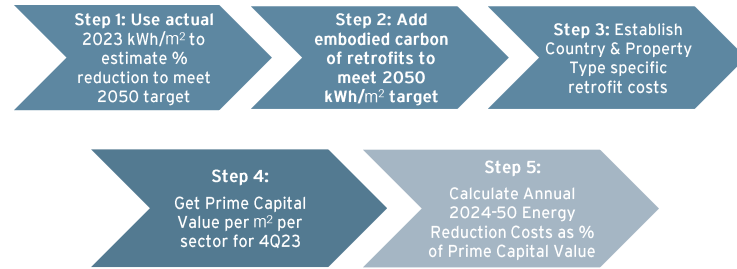 Step 1: Use actual
2023 kWh/m² to
estimate %
reduction to meet
2050 target
Step 2: Add
embodied carbon
of retrofits to
meet 2050
kWh/m² target
Step 3: Establish
Country & Property
Type specific
retrofit costs
Step 4:
Get Prime Capital
Value per m² per
sector for 4Q23
Step 5:
Calculate Annual
2024-50 Energy
Reduction Costs as %
of Prime Capital Value